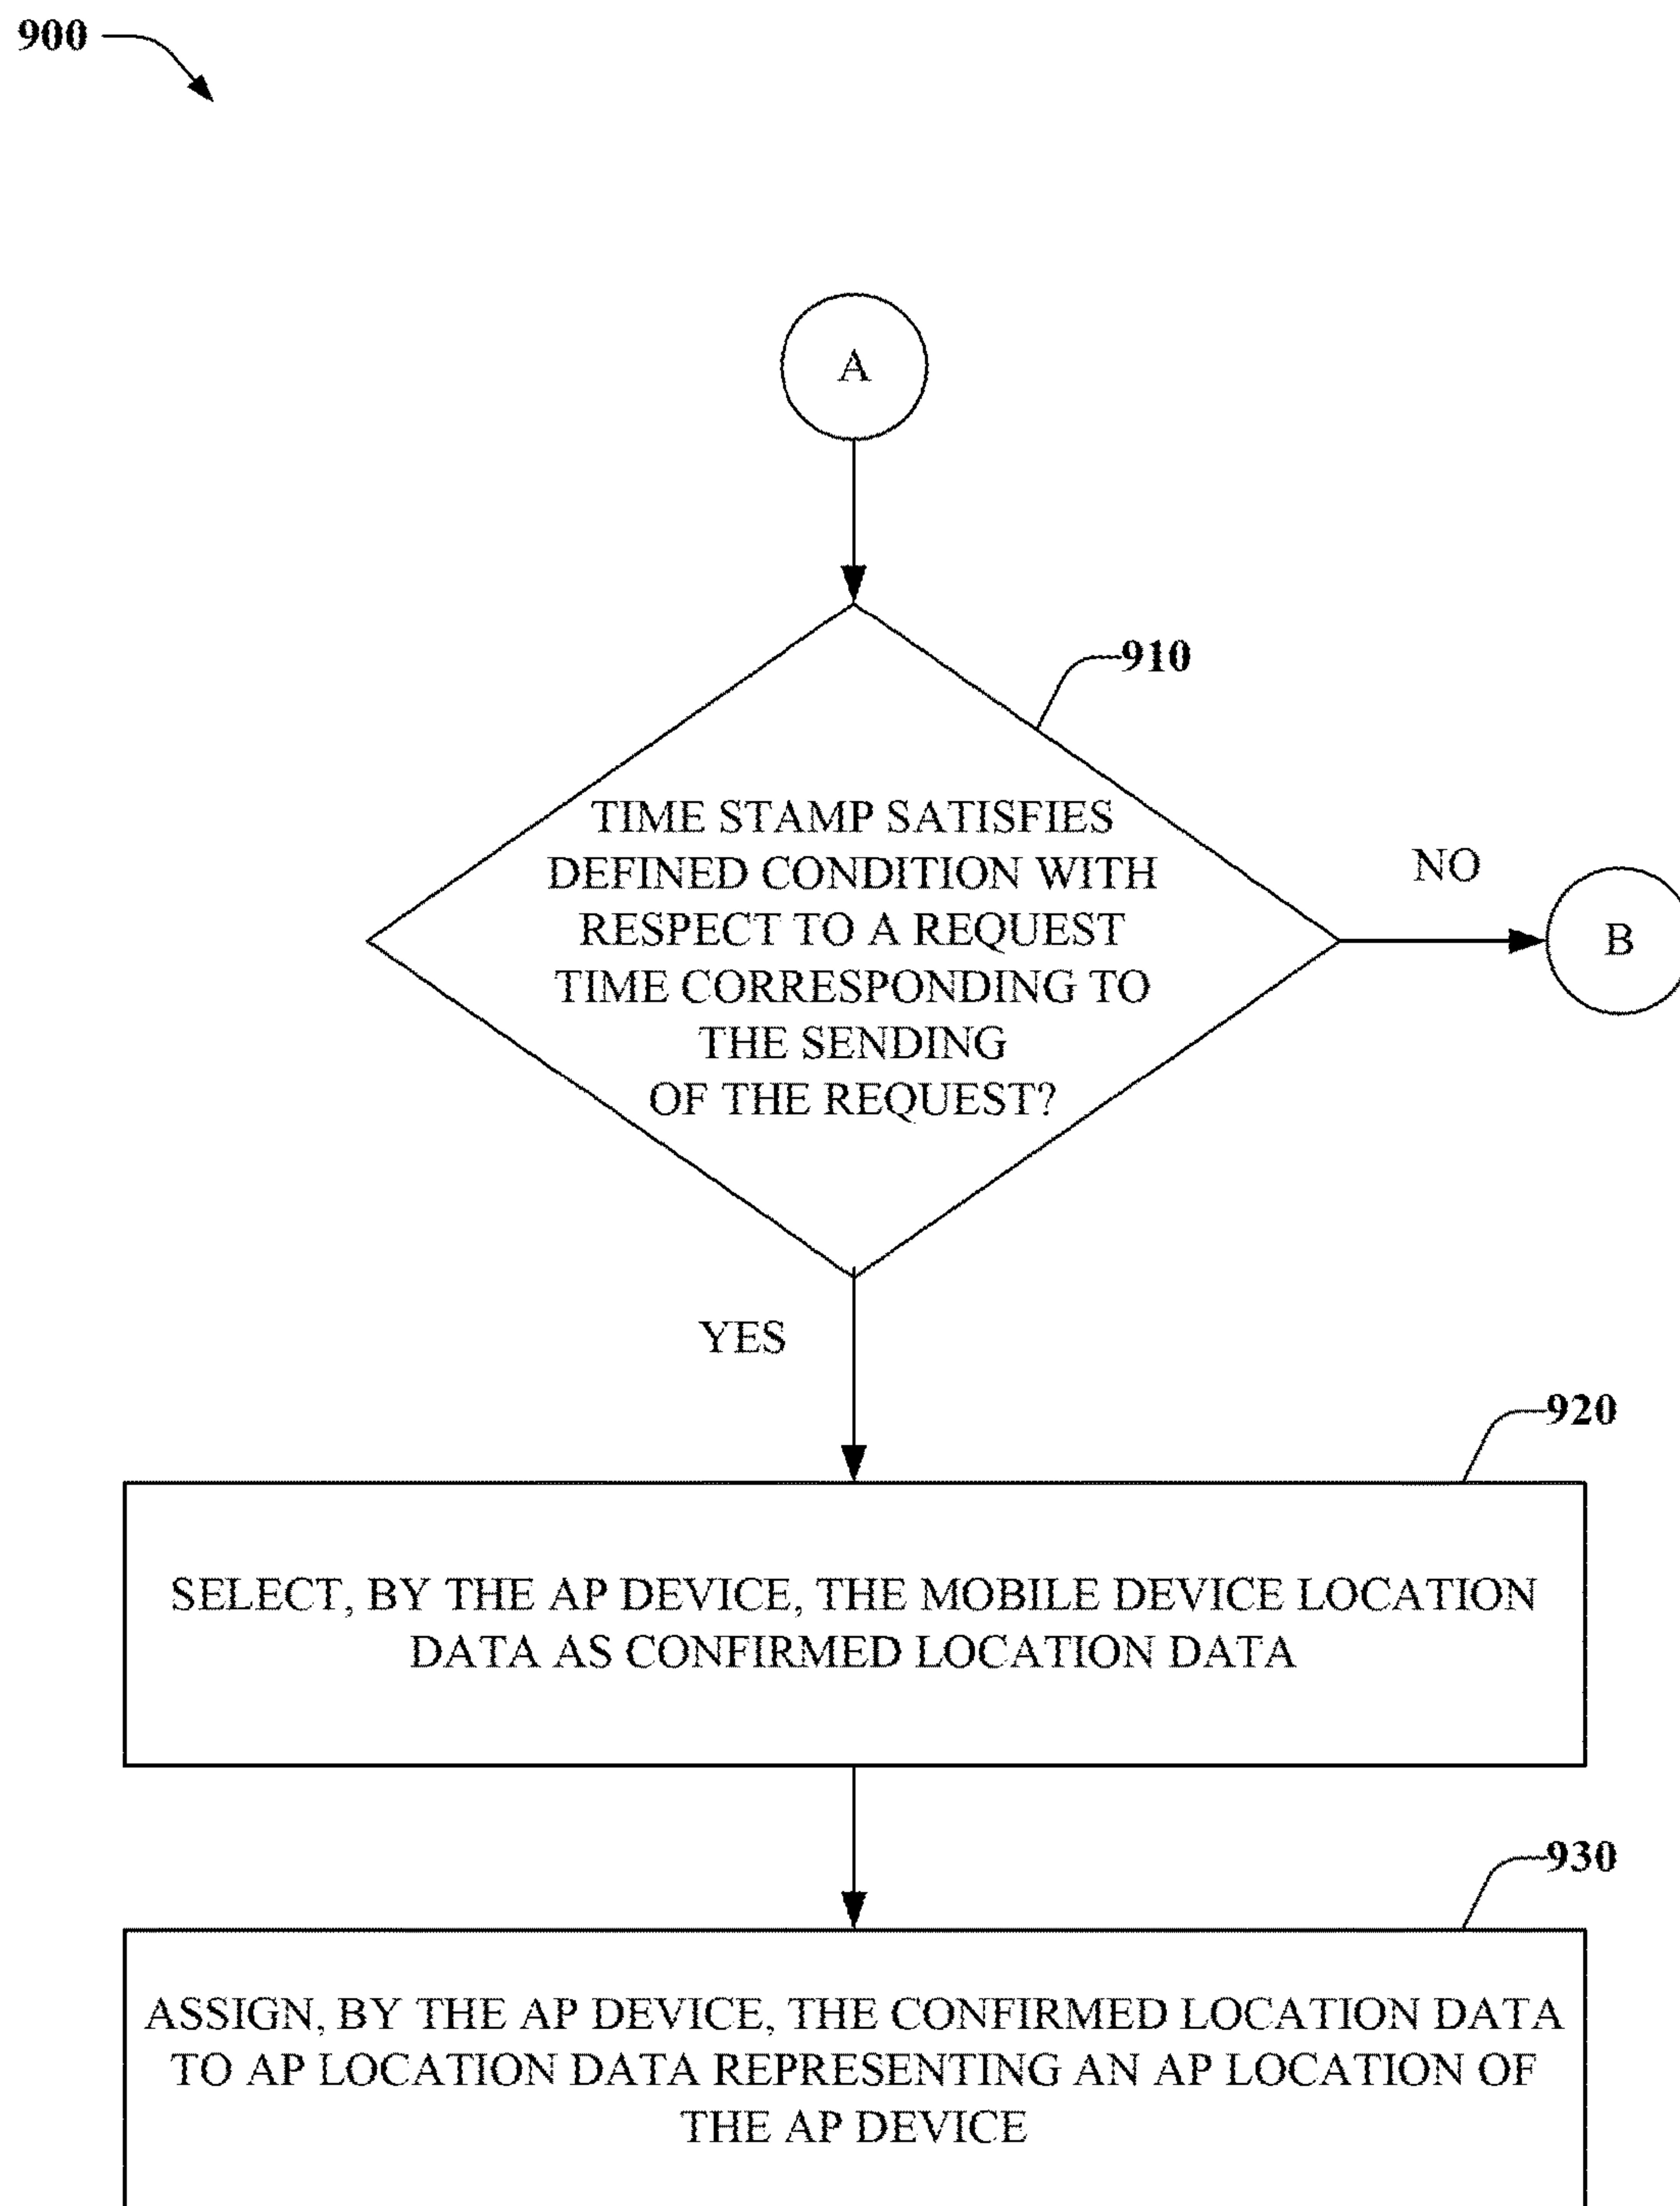 900
A
910
TIME STAMP SATISFIES
DEFINED CONDITION WITH
RESPECT TO A REQUEST
TIME CORRESPONDING TO
THE SENDING
OF THE REQUEST?
NO
B
YES
920
SELECT, BY THE AP DEVICE, THE MOBILE DEVICE LOCATION
DATA AS CONFIRMED LOCATION DATA
930
ASSIGN, BY THE AP DEVICE, THE CONFIRMED LOCATION DATA
TO AP LOCATION DATA REPRESENTING AN AP LOCATION OF
THE AP DEVICE